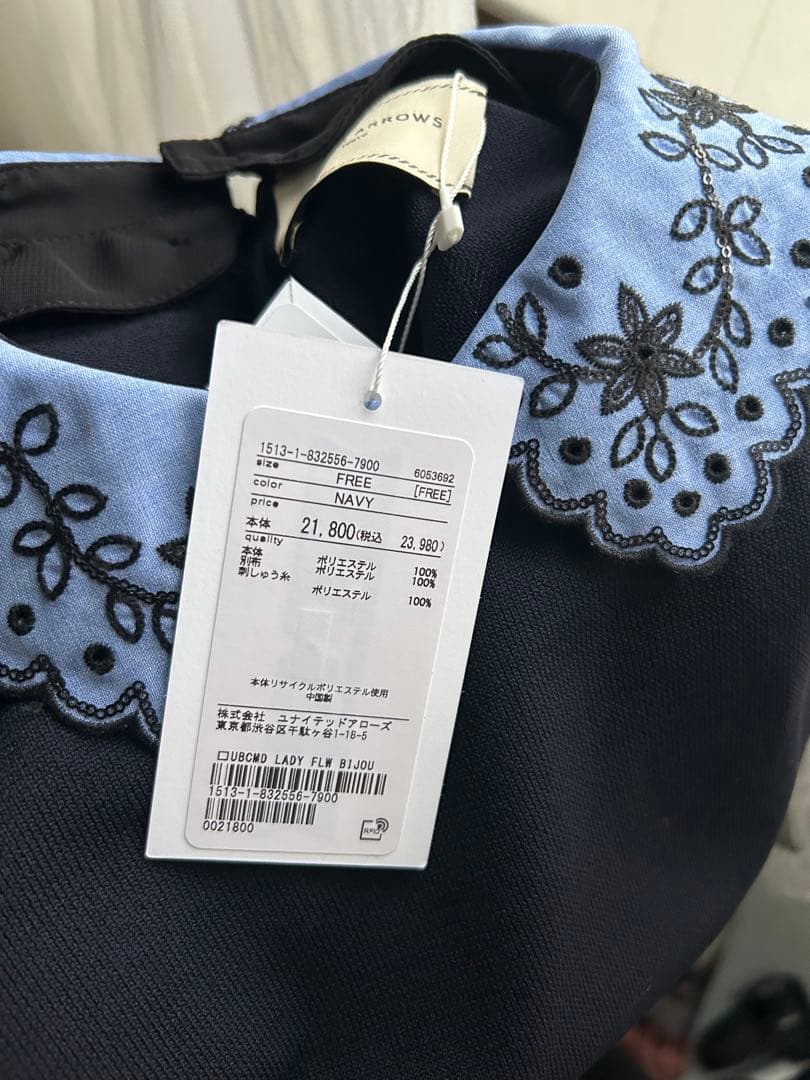 ARROWS
TOKYO
1513-1-832556-7900
size FREE 6053692
color NAVY [FREE]
price
本体 21,800(税込 23,980)
quality
本体 ポリエステル 100%
別布 ポリエステル 100%
刺しゅう糸
ポリエステル 100%
本体リサイクルポリエステル使用
中国製
株式会社 ユナイテッドアローズ
東京都渋谷区千駄ヶ谷1-18-5
□UBCMD LADY FLW BIJOU
1513-1-832556-7900
0021800
RFID